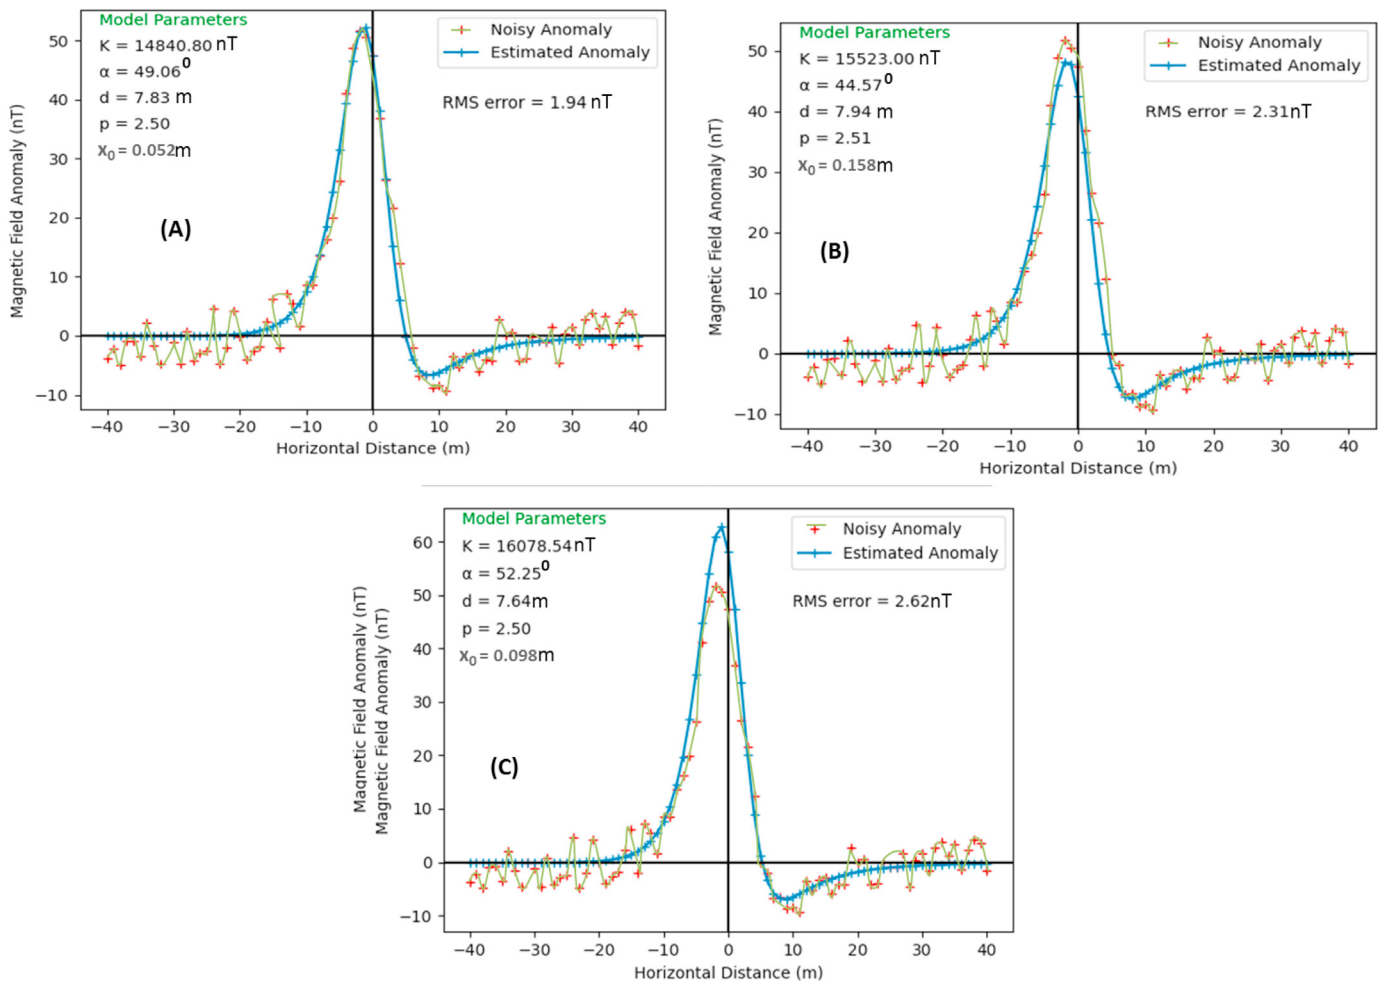 Model Parameters
K = 14840.80 nT
α = 49.06⁰
d = 7.83 m
p = 2.50
X₀ = 0.052m
Noisy Anomaly
Estimated Anomaly
RMS error = 1.94 nT
(A)
Magnetic Field Anomaly (nT)
50
40
30
20
10
0
−10
−40 −30 −20 −10 0 10 20 30 40
Horizontal Distance (m)
Model Parameters
K = 15523.00 nT
α = 44.57⁰
d = 7.94 m
p = 2.51
X₀ = 0.158m
Noisy Anomaly
Estimated Anomaly
RMS error = 2.31nT
(B)
Magnetic Field Anomaly (nT)
50
40
30
20
10
0
−10
−40 −30 −20 −10 0 10 20 30 40
Horizontal Distance (m)
Model Parameters
K = 16078.54nT
α = 52.25⁰
d = 7.64m
p = 2.50
X₀ = 0.098m
Noisy Anomaly
Estimated Anomaly
RMS error = 2.62nT
(C)
Magnetic Field Anomaly (nT)
Magnetic Field Anomaly (nT)
60
50
40
30
20
10
0
−10
−40 −30 −20 −10 0 10 20 30 40
Horizontal Distance (m)